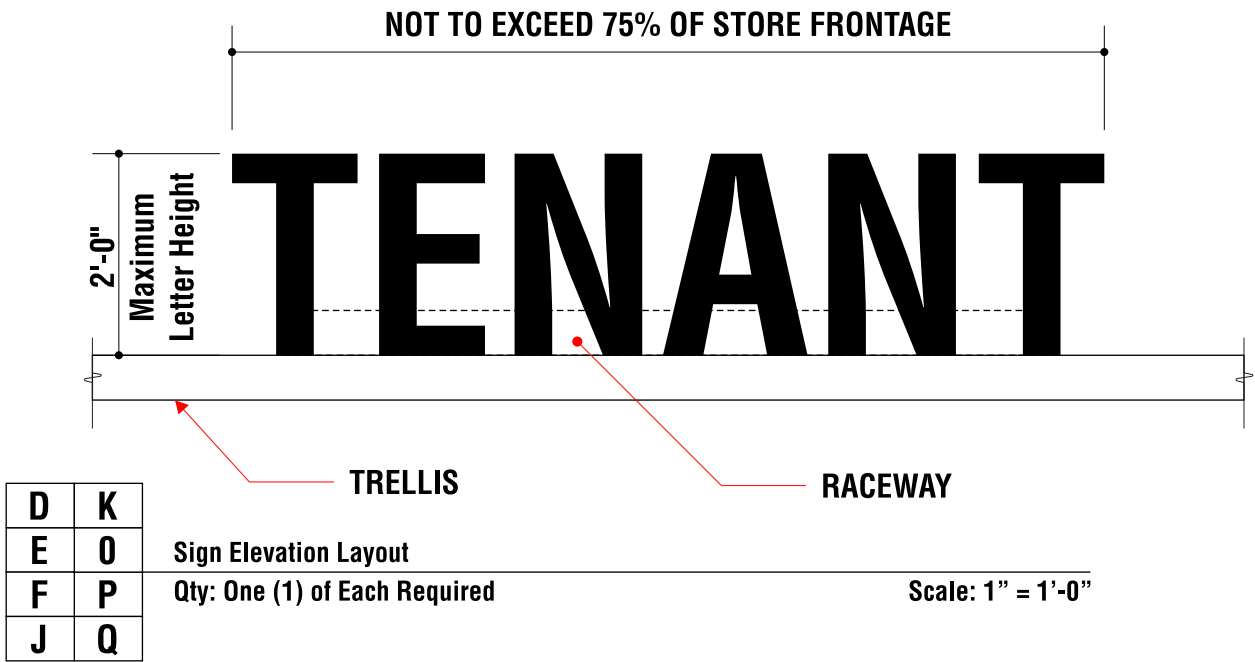 NOT TO EXCEED 75% OF STORE FRONTAGE
TENANT
2'-0"
Maximum
Letter Height
TRELLIS
RACEWAY
D K
E O
F P
J Q
Sign Elevation Layout
Qty: One (1) of Each Required
Scale: 1” = 1’-0”